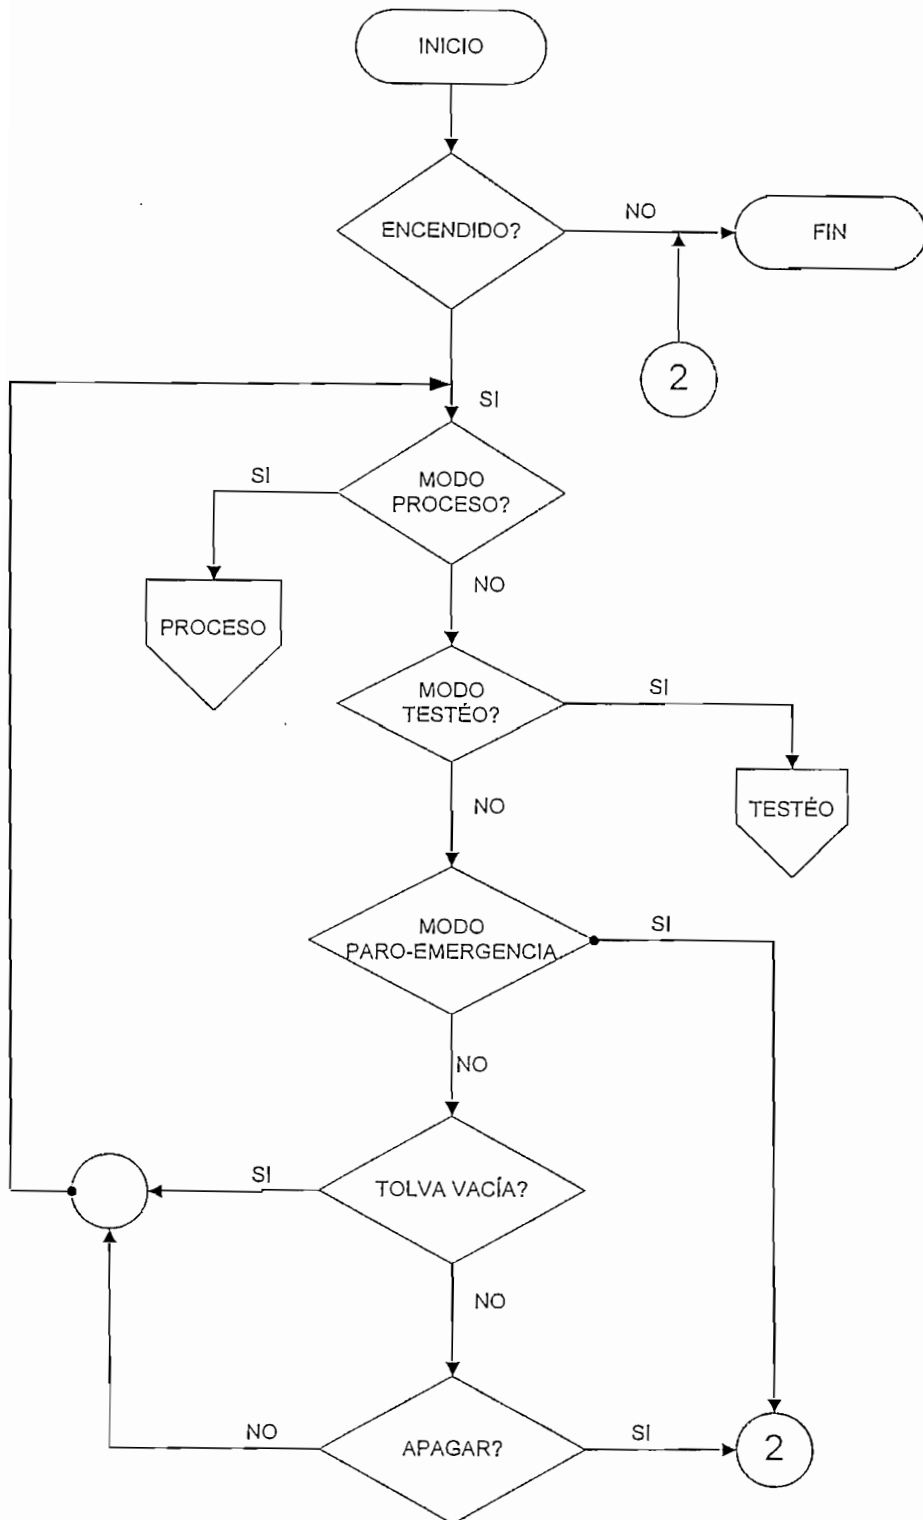 INICIO
ENCENDIDO?
NO
FIN
2
SI
MODO
PROCESO?
SI
PROCESO
NO
MODO
TESTÉO?
SI
TESTÉO
NO
MODO
PARO-EMERGENCIA
SI
NO
TOLVA VACÍA?
SI
NO
APAGAR?
NO
SI
2